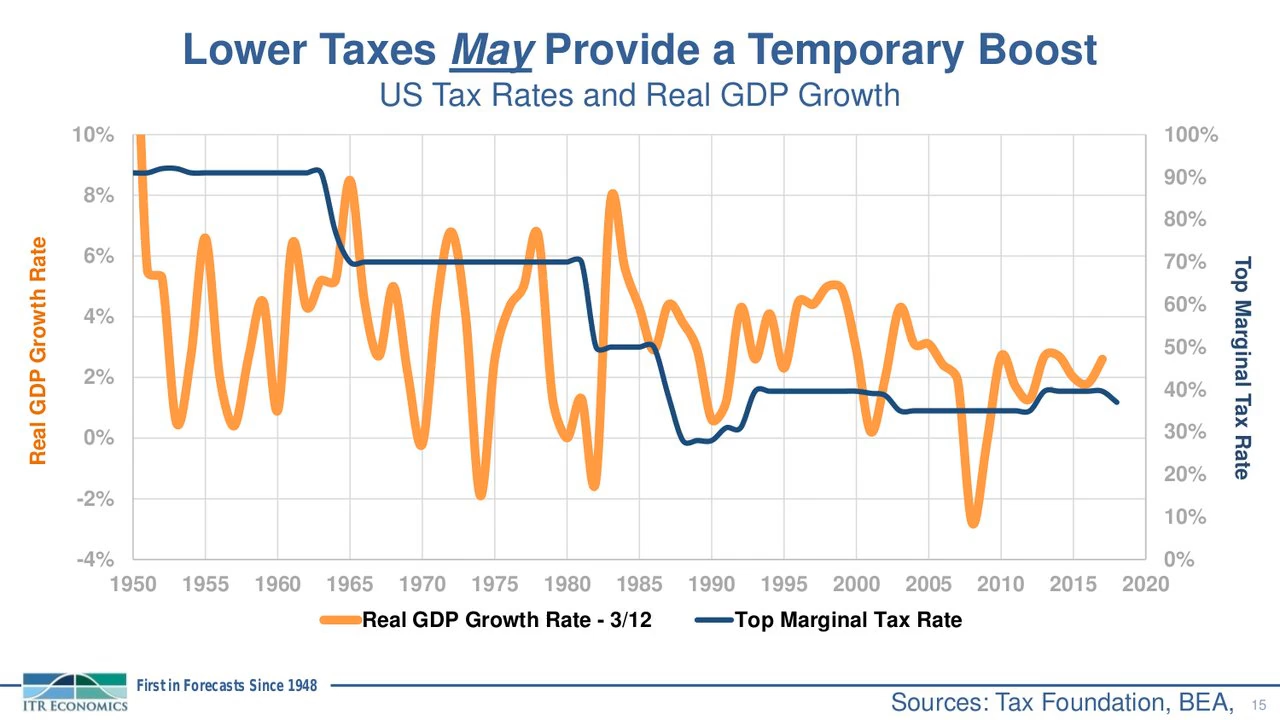 Lower Taxes May Provide a Temporary Boost
US Tax Rates and Real GDP Growth
Real GDP Growth Rate
10%
8%
6%
4%
2%
0%
-2%
-4%
100%
90%
80%
70%
60%
50%
40%
30%
20%
10%
0%
Top Marginal Tax Rate
1950 1955 1960 1965 1970 1975 1980 1985 1990 1995 2000 2005 2010 2015 2020
Real GDP Growth Rate - 3/12 Top Marginal Tax Rate
ITR ECONOMICS
First in Forecasts Since 1948
Sources: Tax Foundation, BEA,
15